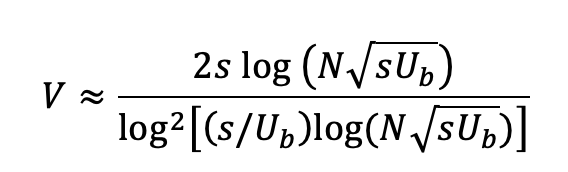 V ≈ 2s log (N√sU_b) / log²[(s/U_b)log(N√sU_b)]